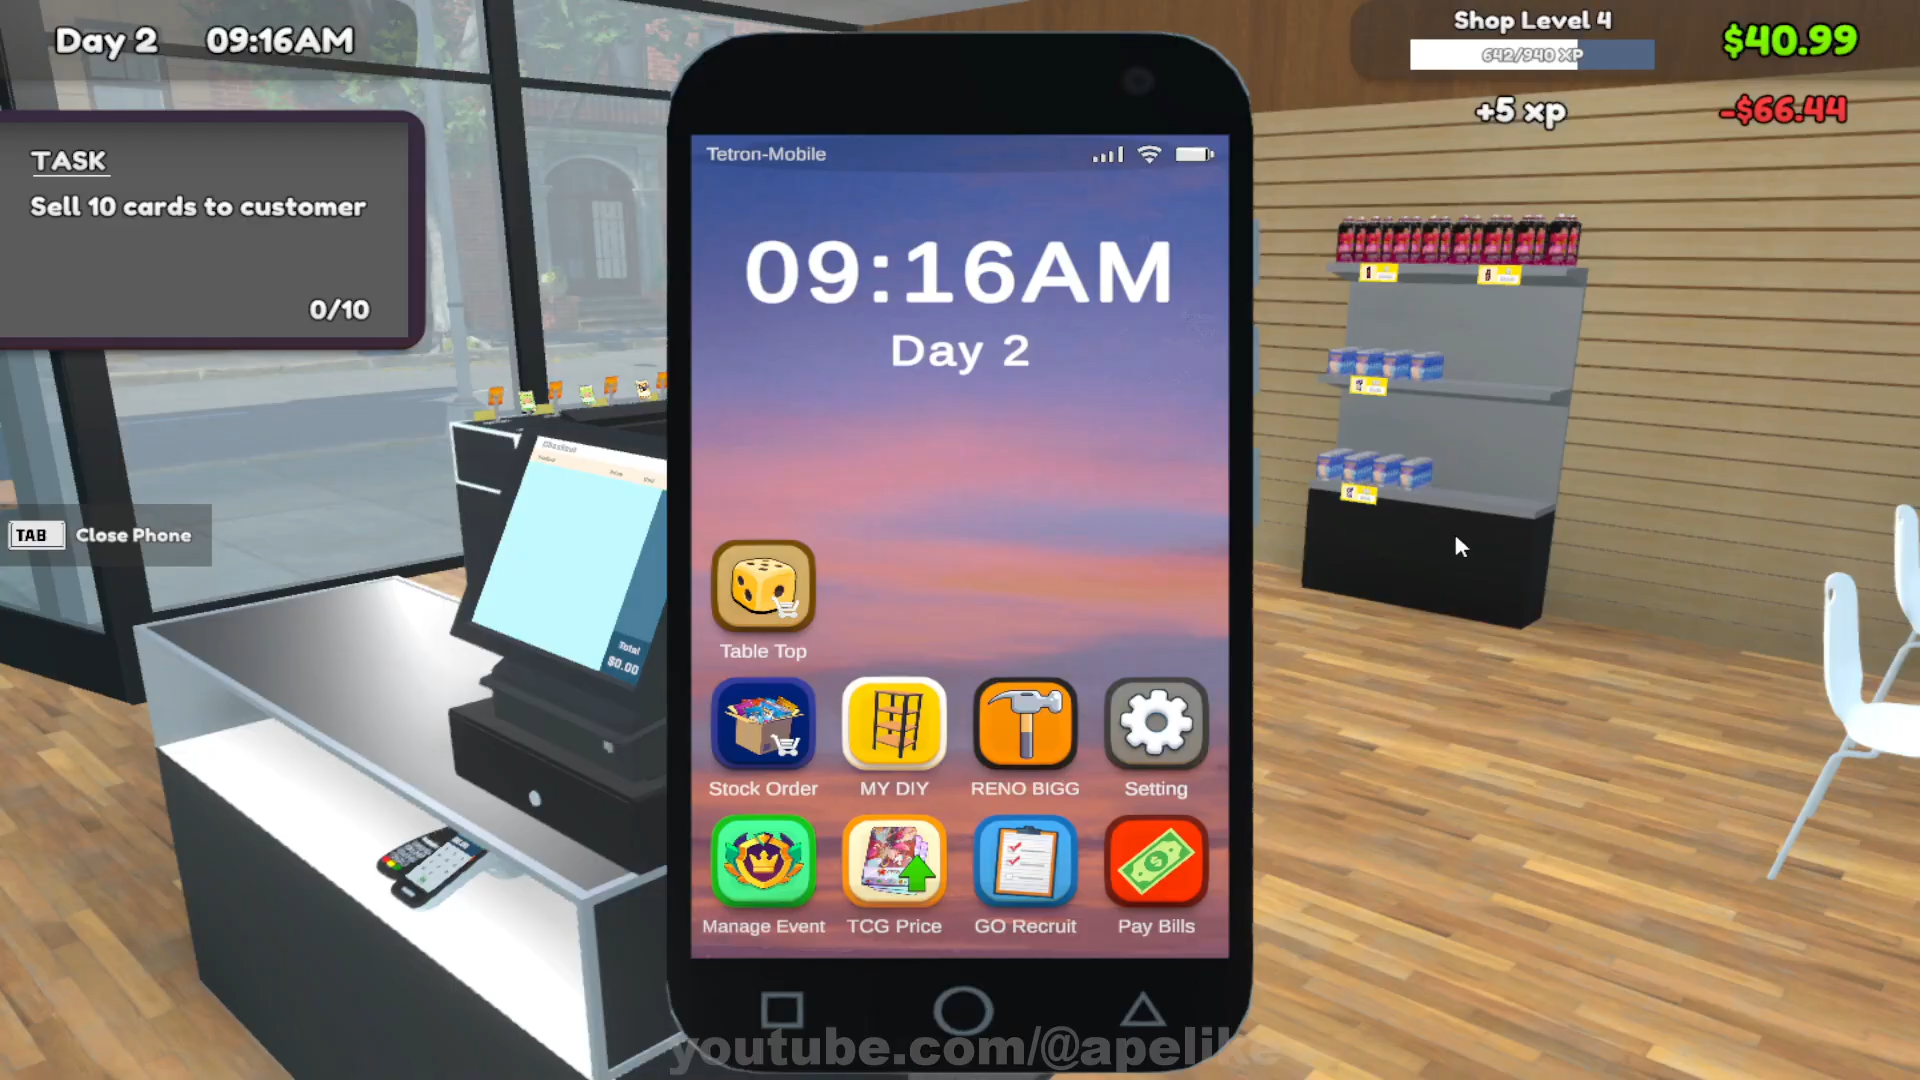 Day 2 09:16AM
Shop Level 4
642/940 XP
$40.99
+5 xp
-$66.44
TASK
Sell 10 cards to customer
0/10
TAB Close Phone
Tetron-Mobile
09:16AM
Day 2
Table Top
Stock Order MY DIY RENO BIGG Setting
Manage Event TCG Price GO Recruit Pay Bills
Total
$0.00
youtube.com/@apelike